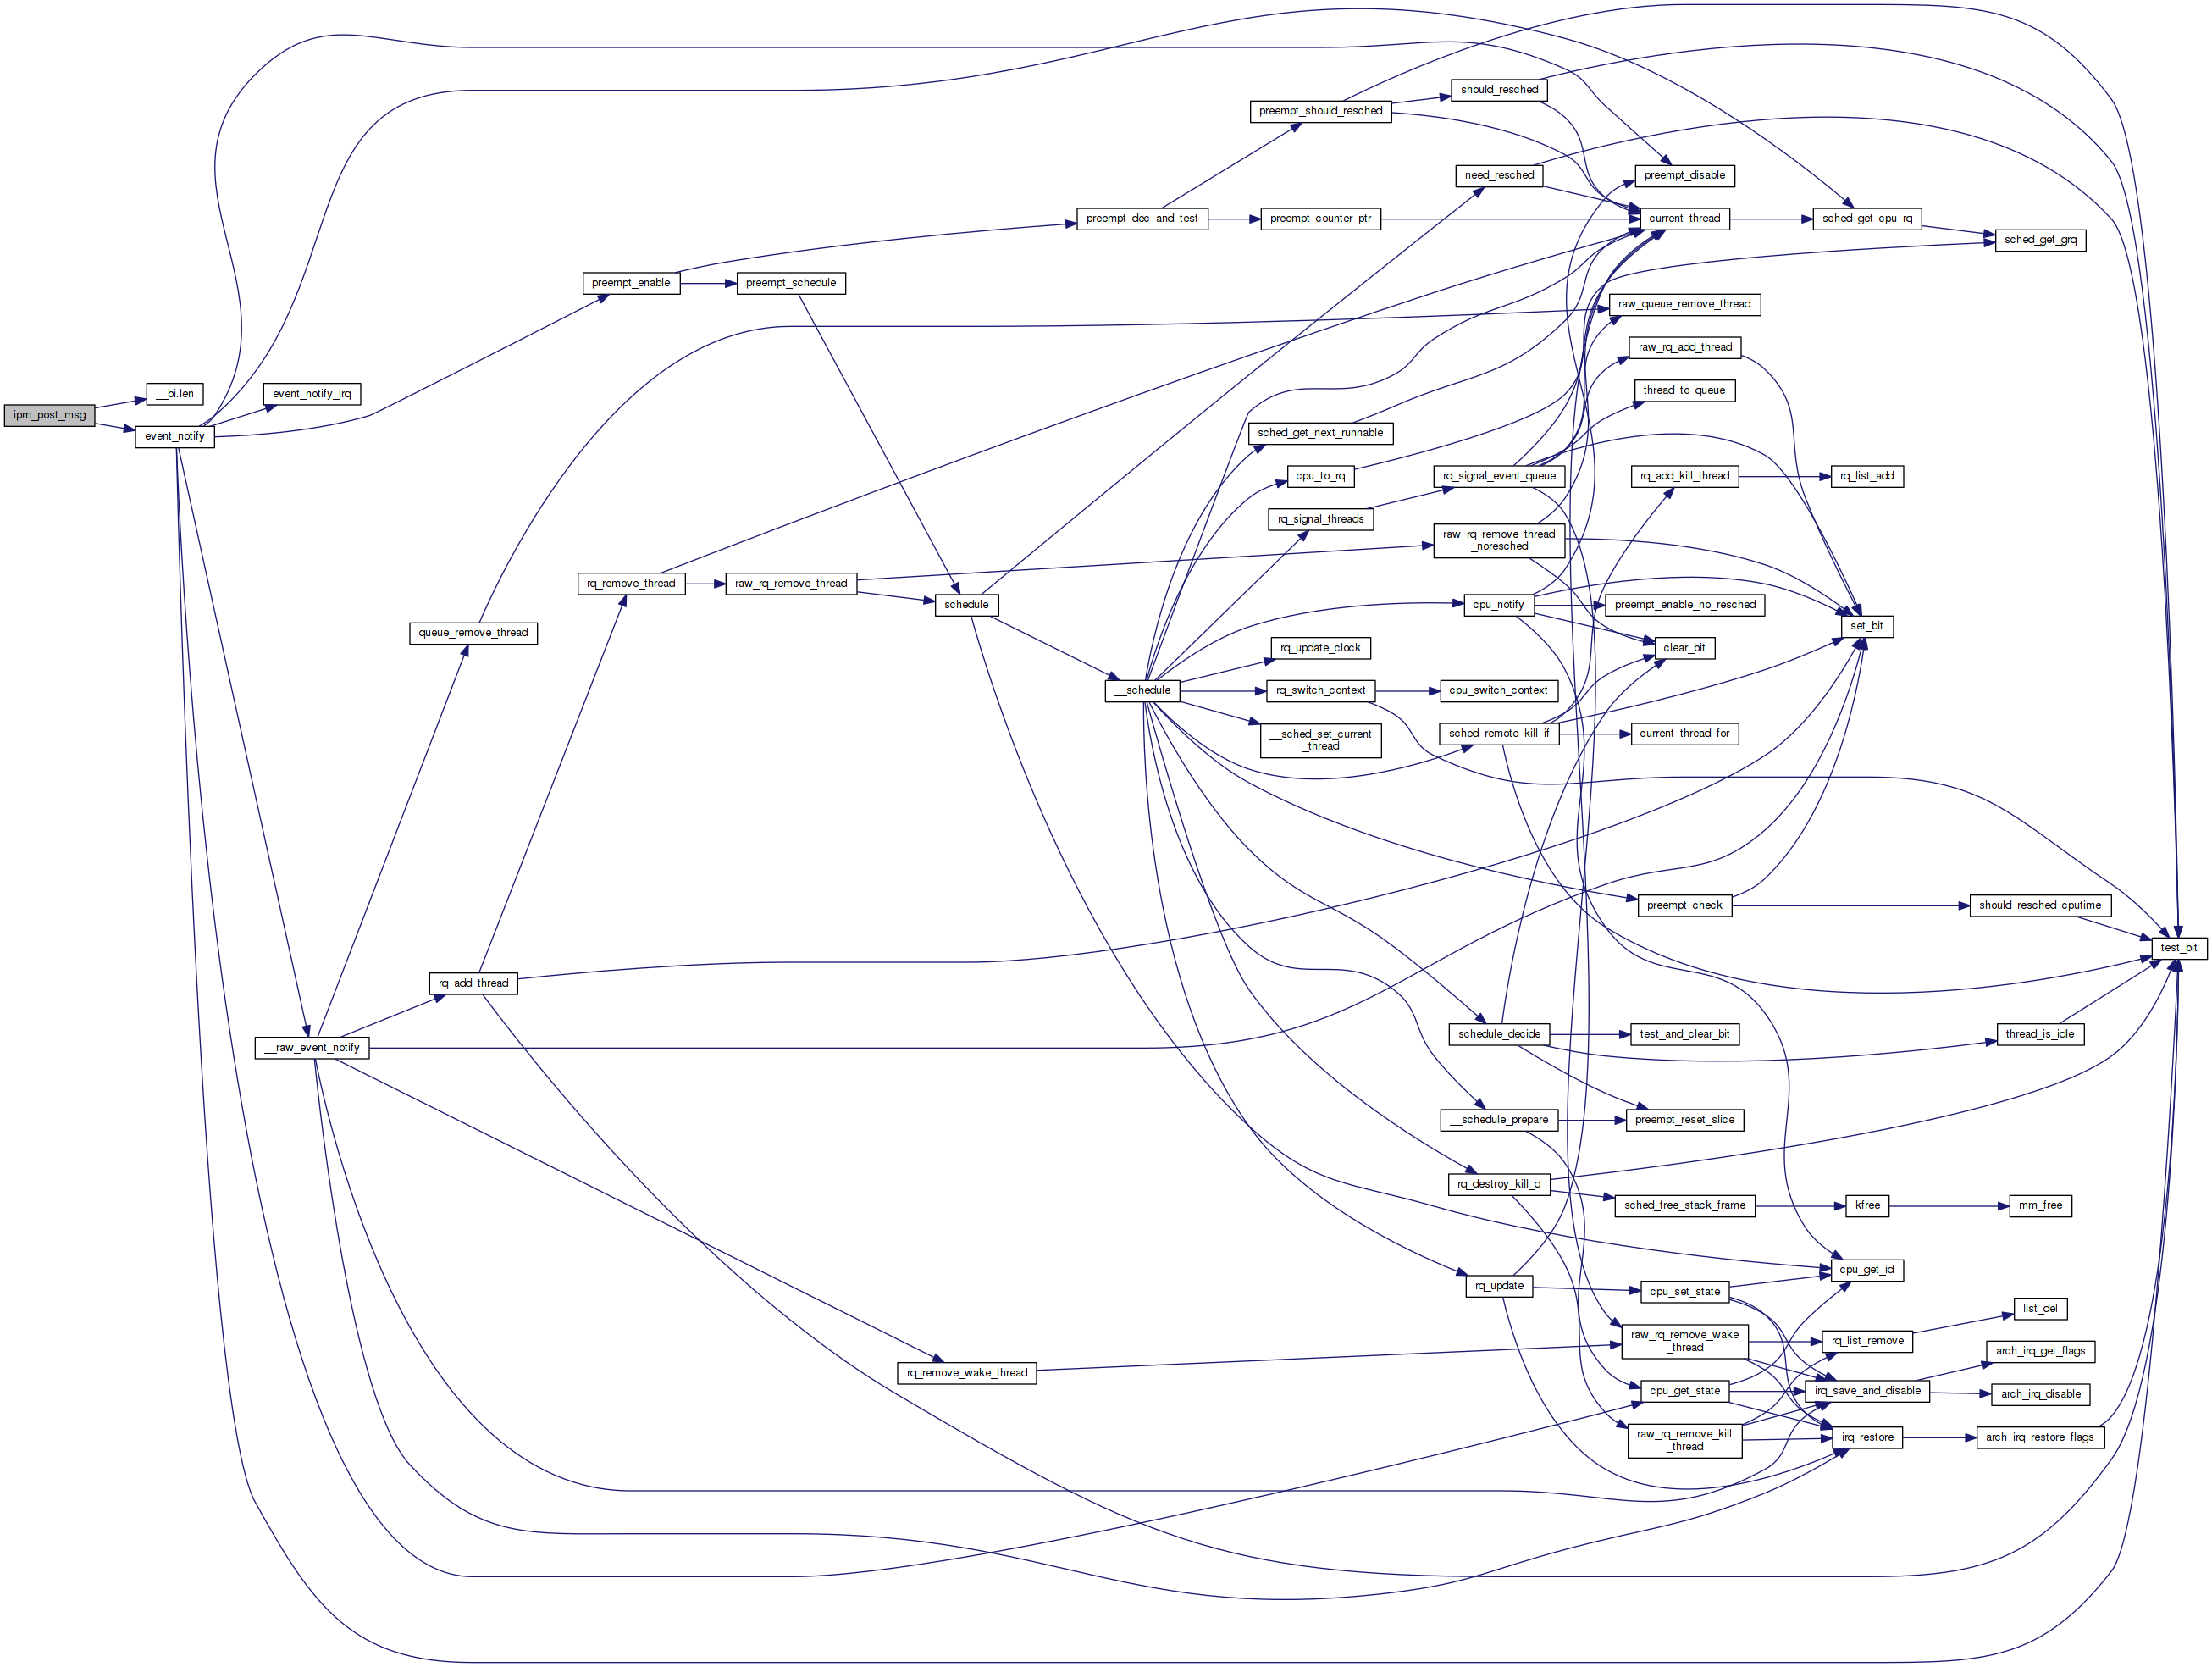 should_resched
preempt_should_resched
need_resched
preempt_disable
preempt_dec_and_test
preempt_counter_ptr
current_thread
sched_get_cpu_rq
sched_get_grq
preempt_enable
preempt_schedule
raw_queue_remove_thread
raw_rq_add_thread
__bi.len
event_notify_irq
thread_to_queue
ipm_post_msg
event_notify
sched_get_next_runnable
cpu_to_rq
rq_signal_event_queue
rq_add_kill_thread
rq_list_add
rq_signal_threads
raw_rq_remove_thread
_noresched
rq_remove_thread
raw_rq_remove_thread
schedule
cpu_notify
preempt_enable_no_resched
queue_remove_thread
set_bit
rq_update_clock
clear_bit
__schedule
rq_switch_context
cpu_switch_context
__sched_set_current
_thread
sched_remote_kill_if
current_thread_for
preempt_check
should_resched_cputime
test_bit
rq_add_thread
schedule_decide
test_and_clear_bit
thread_is_idle
__raw_event_notify
__schedule_prepare
preempt_reset_slice
rq_destroy_kill_q
sched_free_stack_frame
kfree
mm_free
cpu_get_id
rq_update
cpu_set_state
list_del
raw_rq_remove_wake
_thread
rq_list_remove
arch_irq_get_flags
rq_remove_wake_thread
cpu_get_state
irq_save_and_disable
arch_irq_disable
raw_rq_remove_kill
_thread
irq_restore
arch_irq_restore_flags